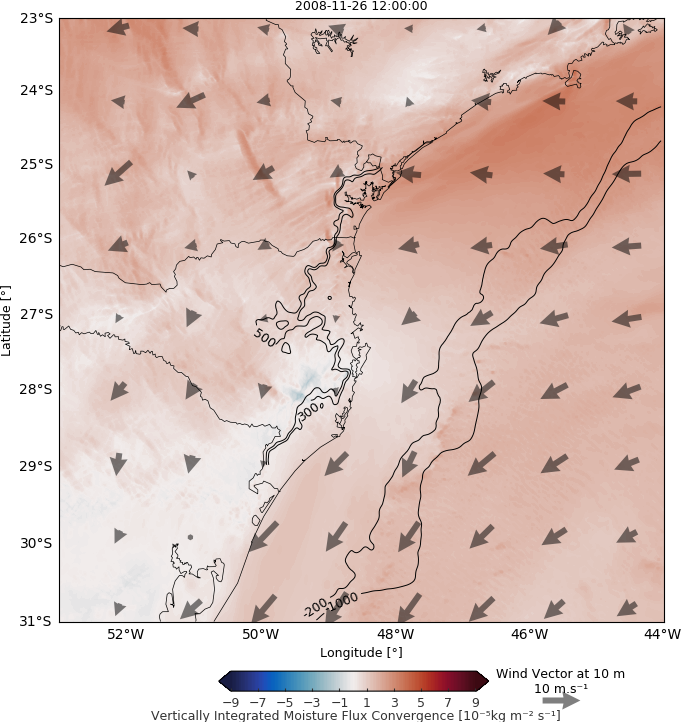 2008-11-26 12:00:00
23°S
24°S
25°S
26°S
27°S
28°S
29°S
30°S
31°S
Latitude [°]
500
300
-200
-1000
52°W 50°W 48°W 46°W 44°W
Longitude [°]
−9 −7 −5 −3 −1 1 3 5 7 9
Vertically Integrated Moisture Flux Convergence [10⁻⁵kg m⁻² s⁻¹]
Wind Vector at 10 m
10 m.s⁻¹